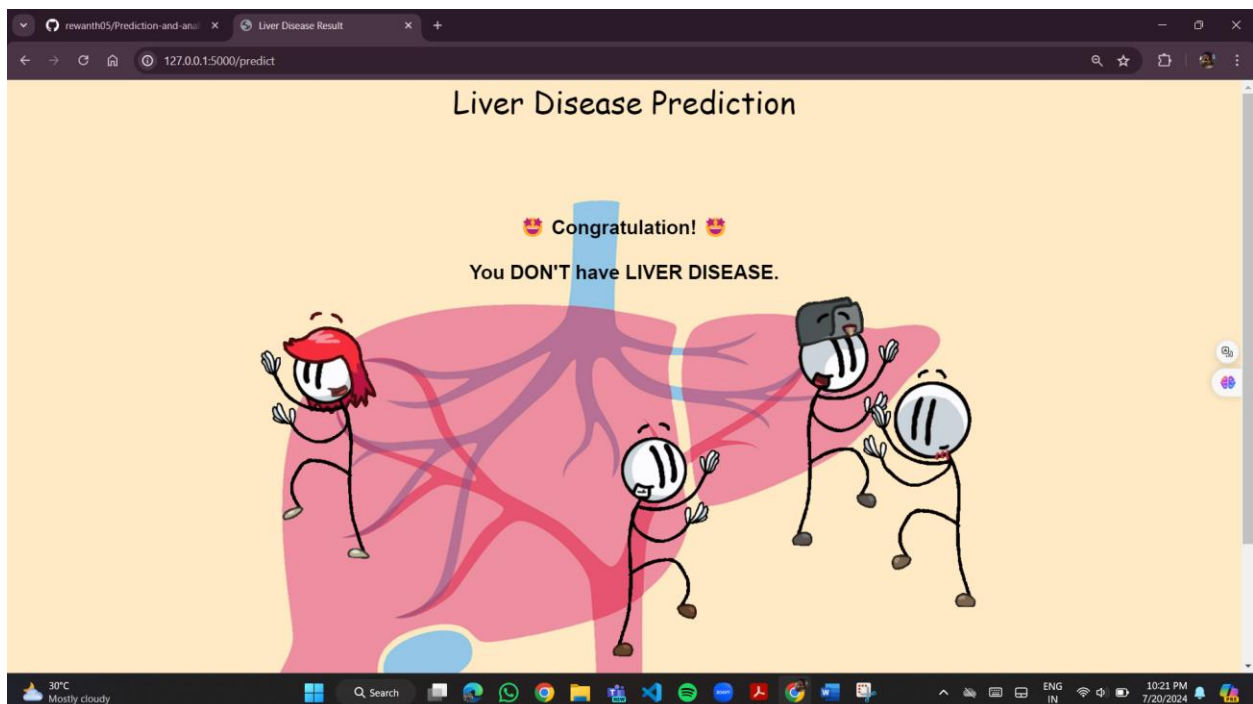 rewanth05/Prediction-and-anal
Liver Disease Result
127.0.0.1:5000/predict
Liver Disease Prediction
🤩 Congratulation! 🤩
You DON'T have LIVER DISEASE.
30°C
Mostly cloudy
Search
ENG
IN
10:21 PM
7/20/2024